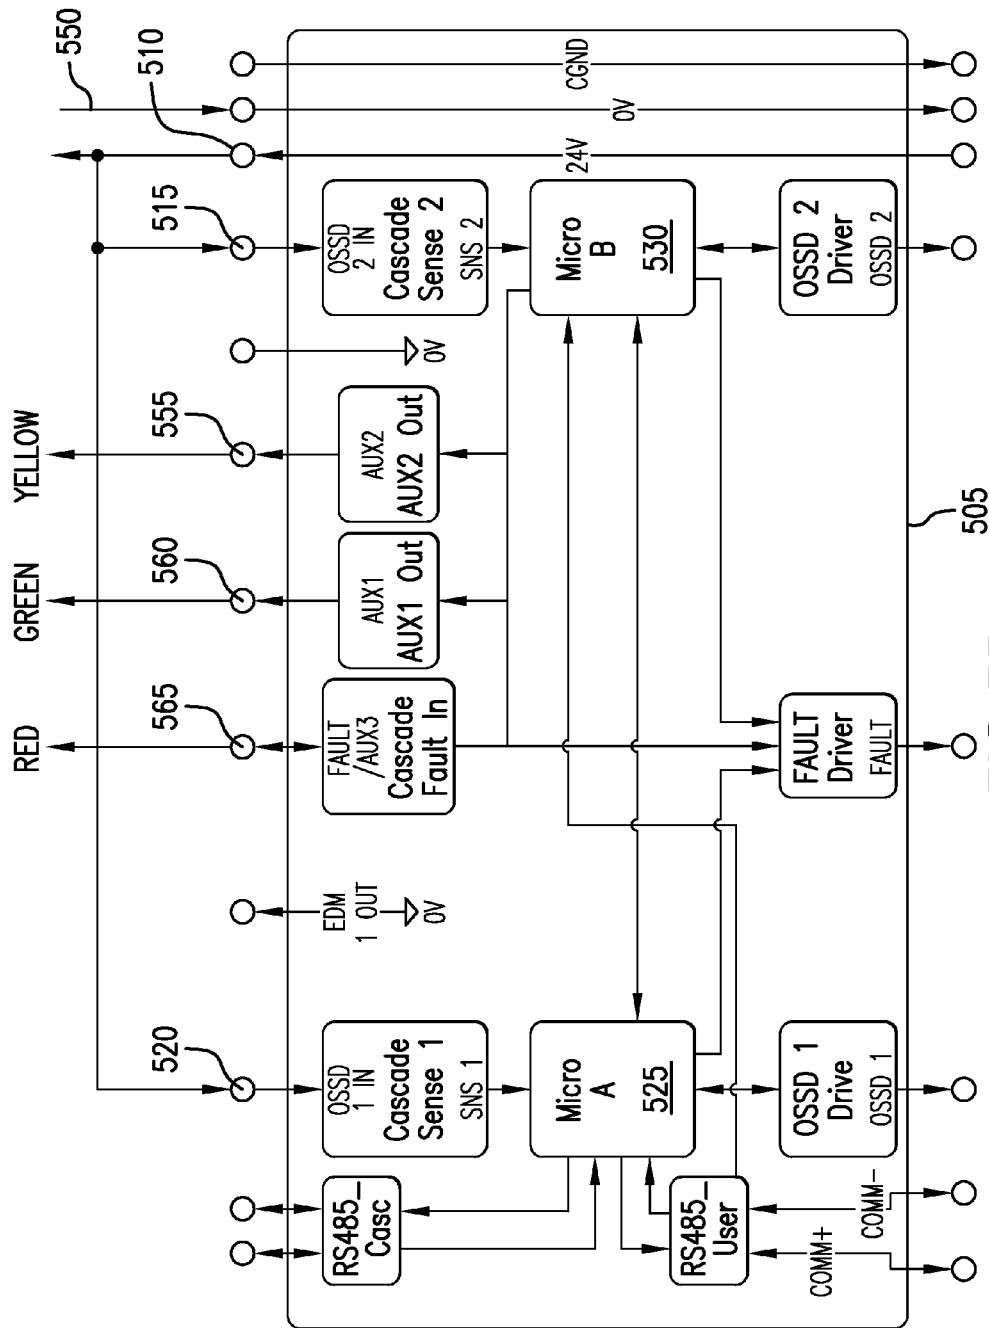 RED
GREEN
YELLOW
520
565
560
555
515
510
550
RS485_
Casc
OSSD
1 IN
Cascade
Sense 1
SNS 1
EDM
1 OUT
0V
FAULT
/AUX3
Cascade
Fault In
AUX1
AUX1 Out
AUX2
AUX2 Out
0V
OSSD
2 IN
Cascade
Sense 2
SNS 2
24V
0V
CGND
Micro
A
525
Micro
B
530
RS485_
User
COMM+
COMM-
OSSD 1
Drive
OSSD 1
FAULT
Driver
FAULT
OSSD 2
Driver
OSSD 2
505